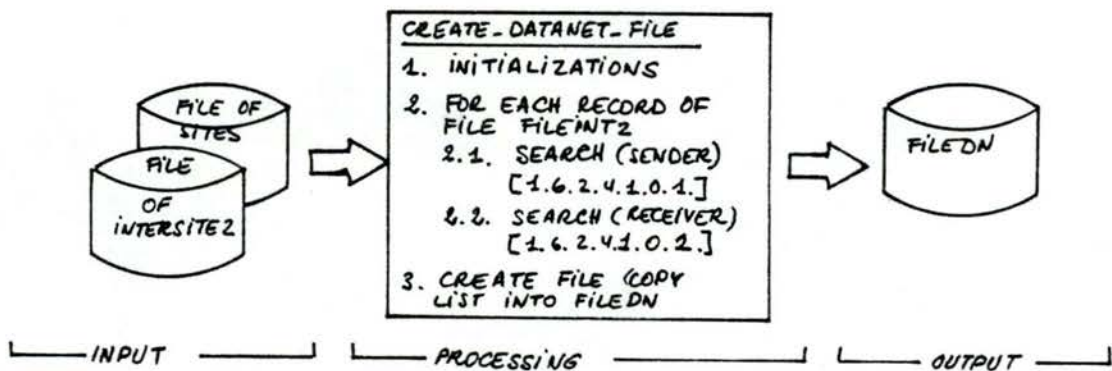 FILE OF
SITES
FILE
OF
INTERSITE2
CREATE_DATANET_FILE
1. INITIALIZATIONS
2. FOR EACH RECORD OF
FILE FILEINT2
2.1. SEARCH (SENDER)
[1.6.2.4.1.0.1.]
2.2. SEARCH (RECEIVER)
[1.6.2.4.1.0.1.]
3. CREATE FILE (COPY
LIST INTO FILEDN
FILEDN
INPUT
PROCESSING
OUTPUT